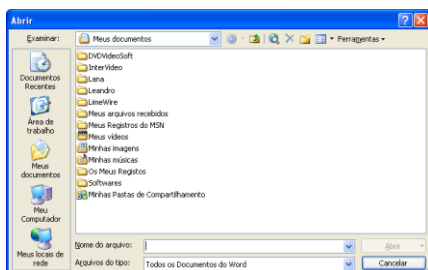 Abrir
Examinar:
Meus documentos
Ferramentas
Documentos
Recentes
Área de
trabalho
Meus
documentos
Meu
Computador
Meus locais de
rede
DVDVideoSoft
InterVideo
Lana
Leandro
LimeWire
Meus arquivos recebidos
Meus Registros do MSN
Meus vídeos
Minhas imagens
Minhas músicas
Os Meus Registos
Softwares
Minhas Pastas de Compartilhamento
Nome do arquivo:
Abrir
Arquivos do tipo:
Todos os Documentos do Word
Cancelar